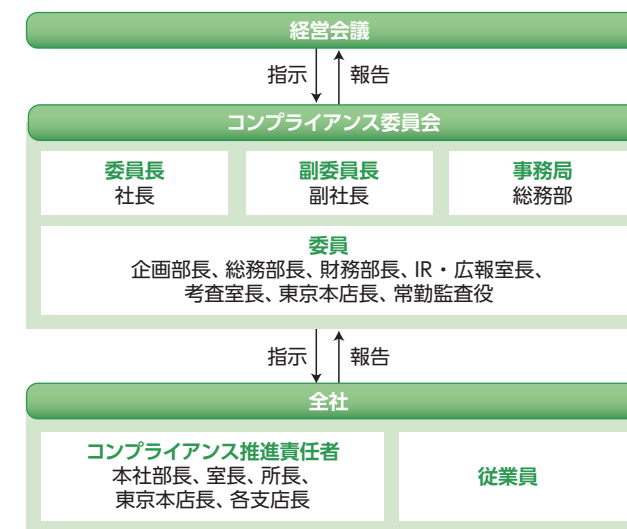 経営会議
指示 報告
コンプライアンス委員会
委員長
社長
副委員長
副社長
事務局
総務部
委員
企画部長、総務部長、財務部長、IR・広報室長、
考査室長、東京本店長、常勤監査役
指示 報告
全社
コンプライアンス推進責任者
本社部長、室長、所長、
東京本店長、各支店長
従業員